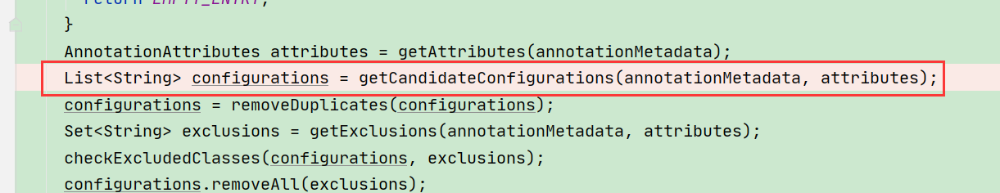 return EMPTY_ENTRY;
}
AnnotationAttributes attributes = getAttributes(annotationMetadata);
List<String> configurations = getCandidateConfigurations(annotationMetadata, attributes);
configurations = removeDuplicates(configurations);
Set<String> exclusions = getExclusions(annotationMetadata, attributes);
checkExcludedClasses(configurations, exclusions);
configurations.removeAll(exclusions);